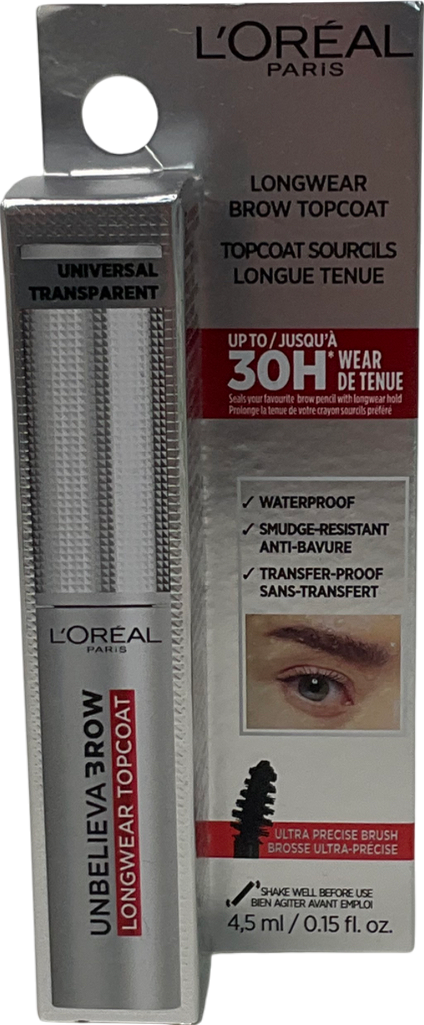 L'ORÉAL
PARIS
LONGWEAR
BROW TOPCOAT
TOPCOAT SOURCILS
LONGUE TENUE
UP TO / JUSQU'À
30H* WEAR
DE TENUE
Seals your favourite brow pencil with longwear hold
Prolonge la tenue de votre crayon sourcils préféré
✓ WATERPROOF
✓ SMUDGE-RESISTANT
ANTI-BAVURE
✓ TRANSFER-PROOF
SANS-TRANSFERT
ULTRA PRECISE BRUSH
BROSSE ULTRA-PRÉCISE
SHAKE WELL BEFORE USE
BIEN AGITER AVANT EMPLOI
4,5 ml / 0.15 fl. oz.
UNIVERSAL
TRANSPARENT
L'ORÉAL
PARIS
UNBELIEVA BROW
LONGWEAR TOPCOAT